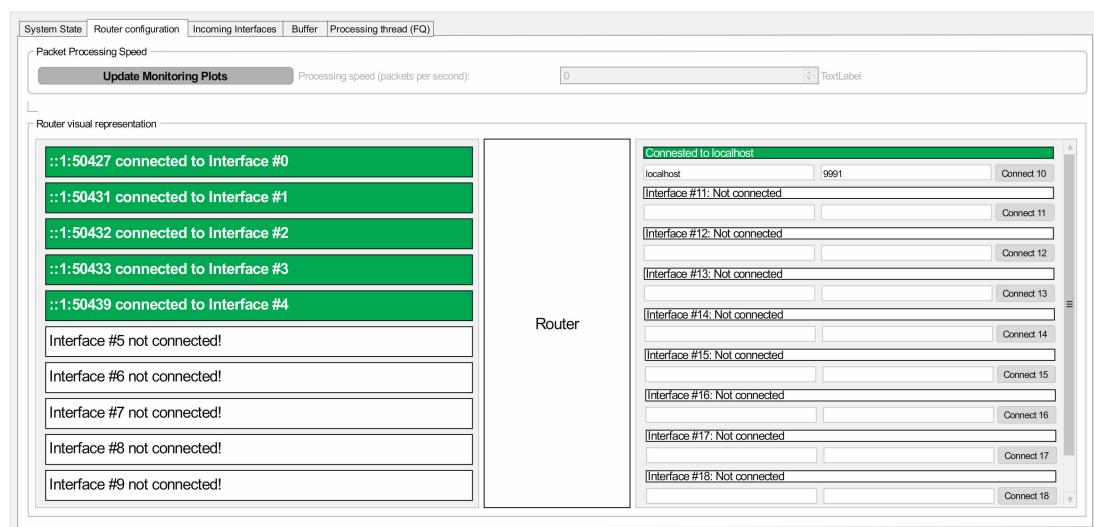 System State Router configuration Incoming Interfaces Buffer Processing thread (FQ)
Packet Processing Speed
Update Monitoring Plots Processing speed (packets per second): 0 TextLabel
Router visual representation
::1:50427 connected to Interface #0
::1:50431 connected to Interface #1
::1:50432 connected to Interface #2
::1:50433 connected to Interface #3
::1:50439 connected to Interface #4
Interface #5 not connected!
Interface #6 not connected!
Interface #7 not connected!
Interface #8 not connected!
Interface #9 not connected!
Router
Connested to localhost
localhost 9991 Connect 10
Interface #11: Not connected
Connect 11
Interface #12: Not connected
Connect 12
Interface #13: Not connected
Connect 13
Interface #14: Not connected
Connect 14
Interface #15: Not connected
Connect 15
Interface #16: Not connected
Connect 16
Interface #17: Not connected
Connect 17
Interface #18: Not connected
Connect 18